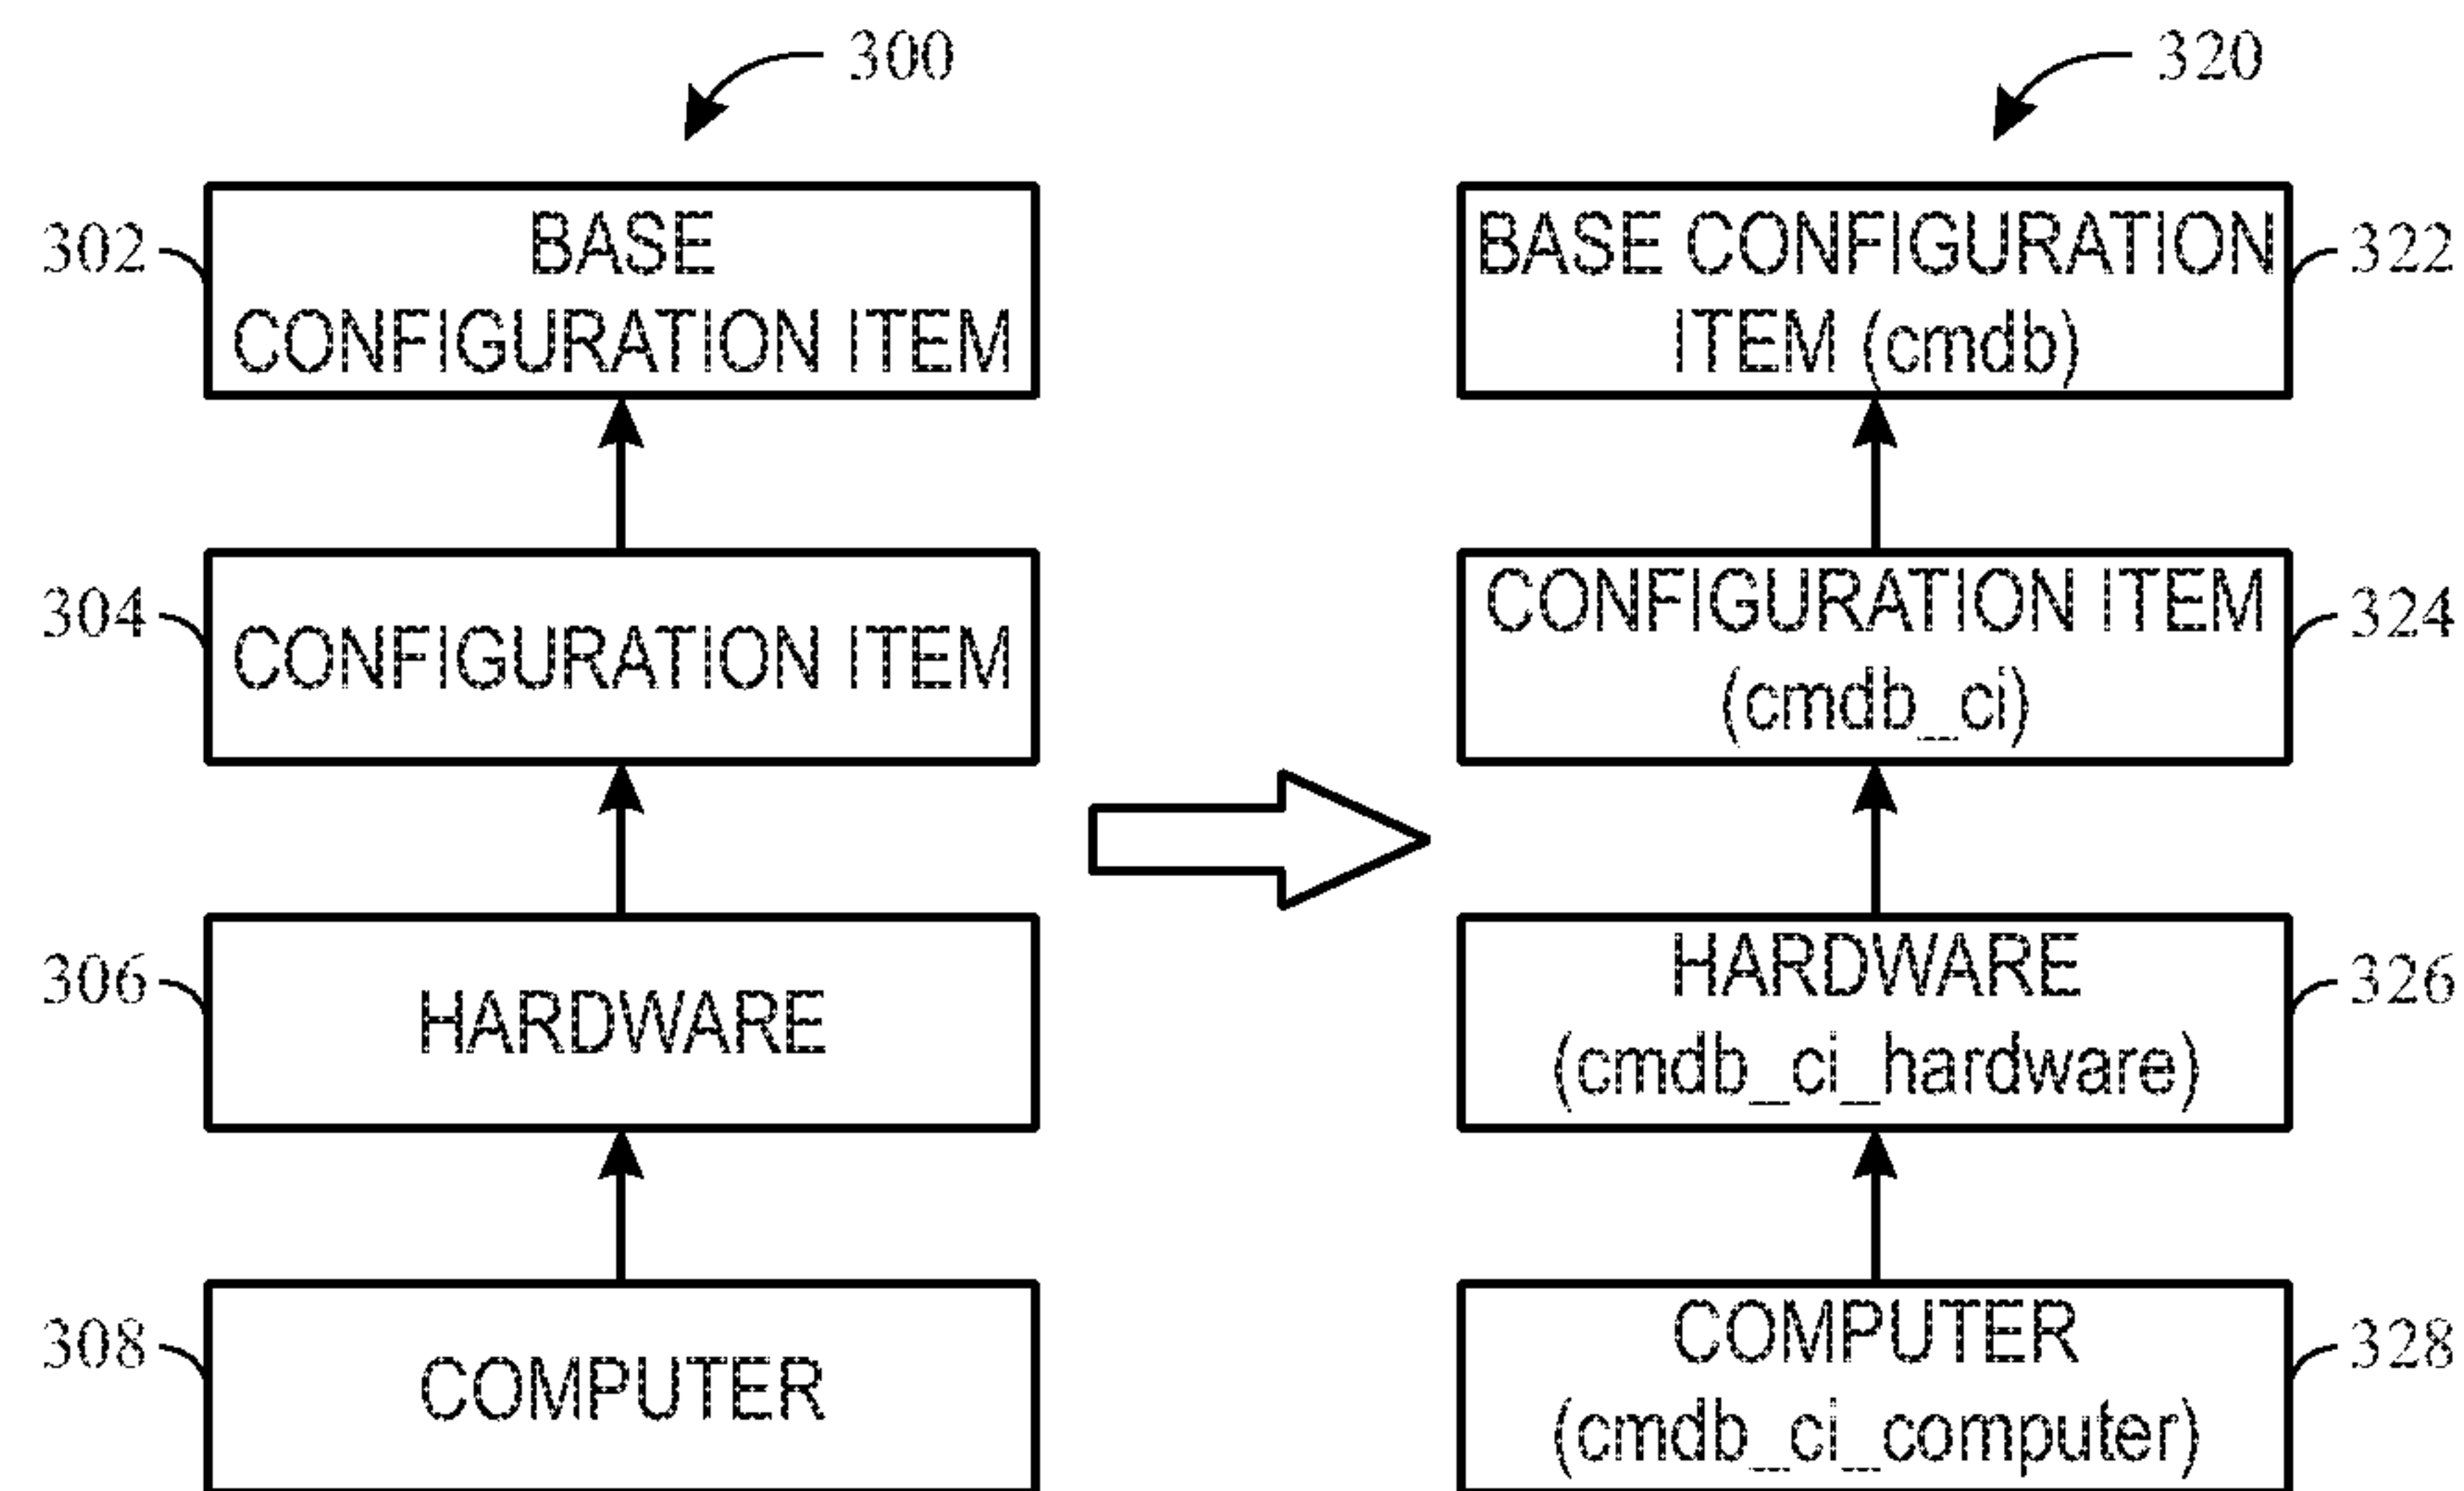 300
302
BASE
CONFIGURATION ITEM
304
CONFIGURATION ITEM
306
HARDWARE
308
COMPUTER
320
BASE CONFIGURATION
ITEM (cmdb)
322
CONFIGURATION ITEM
(cmdb_ci)
324
HARDWARE
(cmdb_ci_hardware)
326
COMPUTER
(cmdb_ci_computer)
328